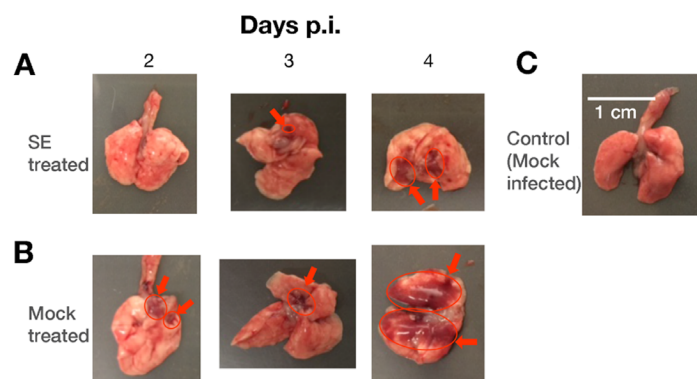 Days p.i.
A
2
3
4
C
SE
treated
1 cm
Control
(Mock
infected)
B
Mock
treated